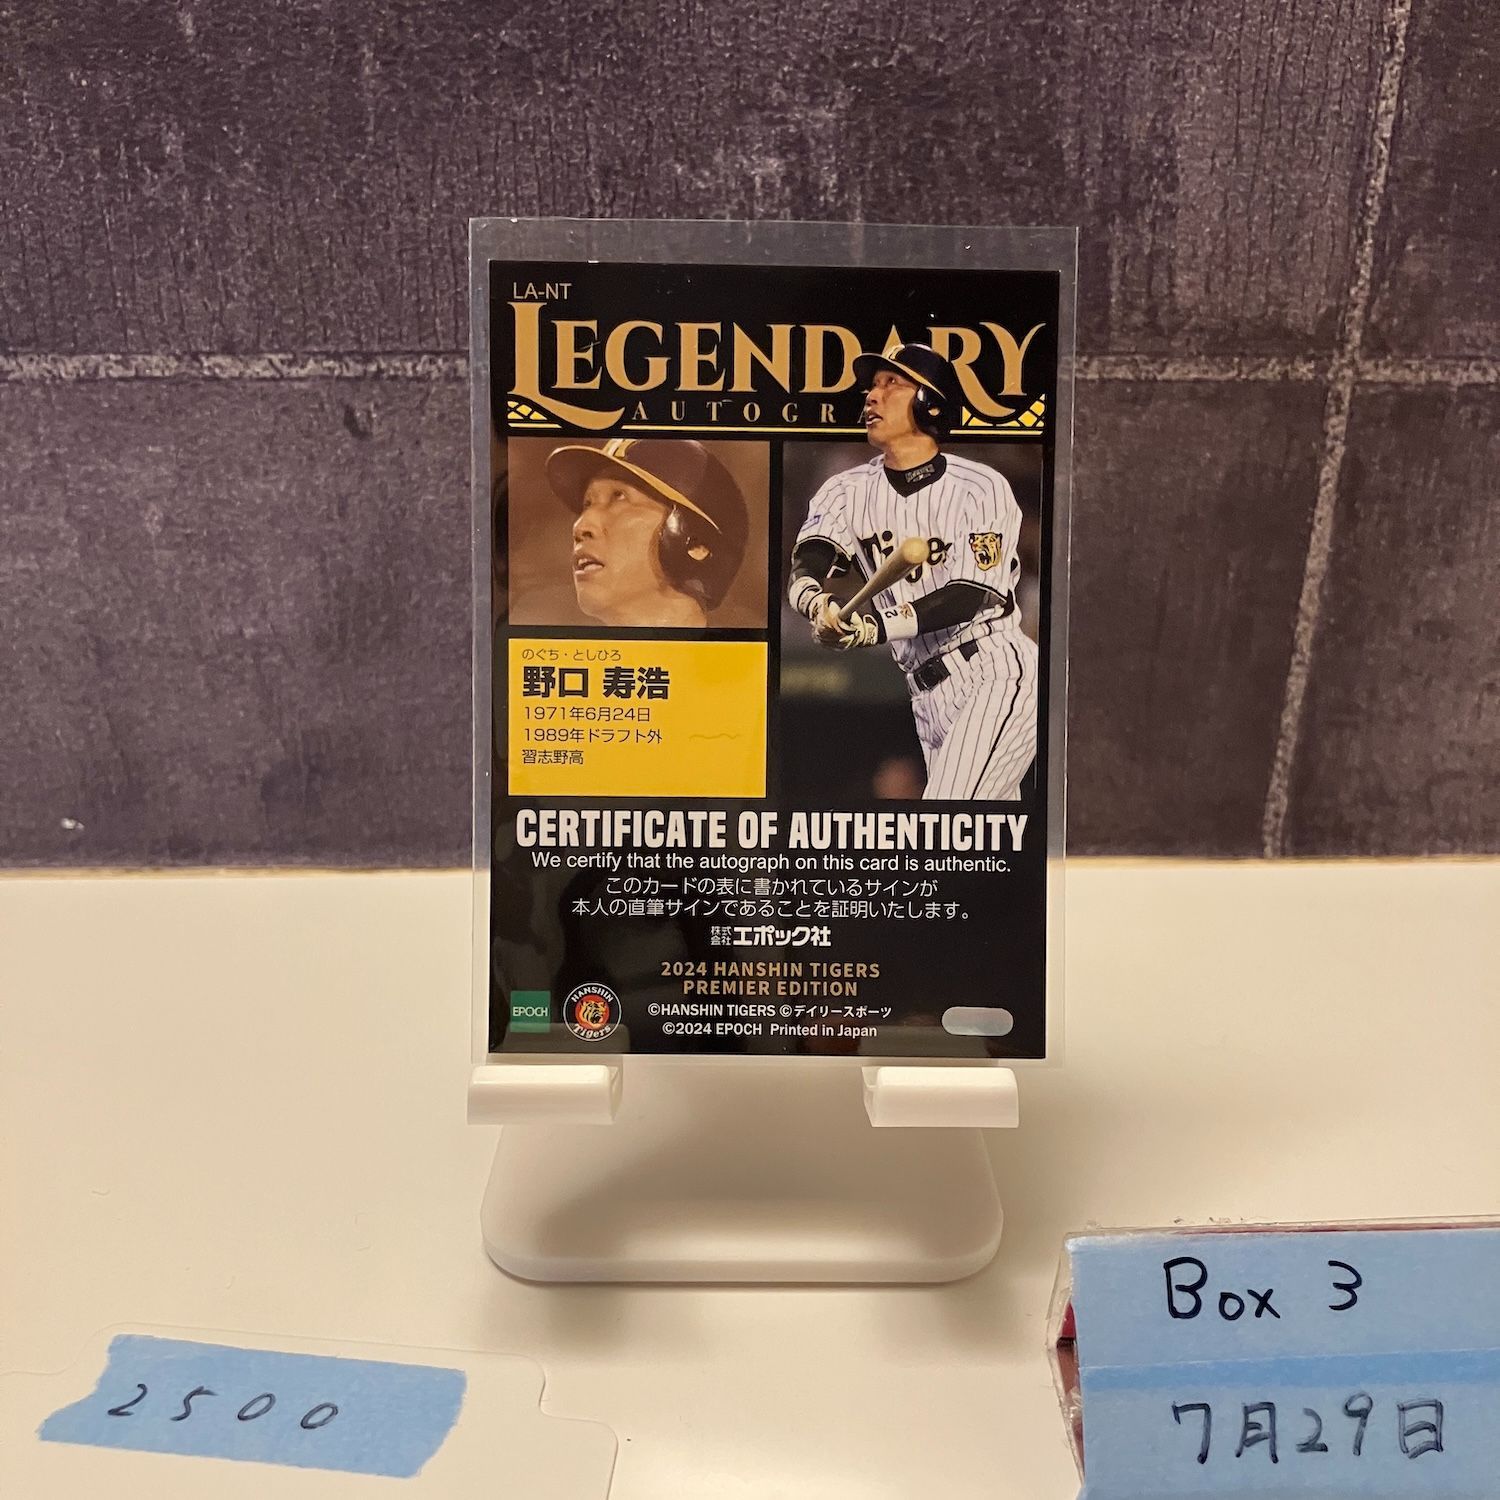 LA-NT
LEGENDARY
AUTOGRA
Tiger
2
のぐち・としひろ
野口 寿浩
1971年6月24日
1989年ドラフト外
習志野高
CERTIFICATE OF AUTHENTICITY
We certify that the autograph on this card is authentic.
このカードの表に書かれているサインが
本人の直筆サインであることを証明いたします。
株式会社エポック社
2024 HANSHIN TIGERS
PREMIER EDITION
©HANSHIN TIGERS ©デイリースポーツ
©2024 EPOCH Printed in Japan
EPOCH
HANSHIN
Tigers
Box 3
7月29日
2500